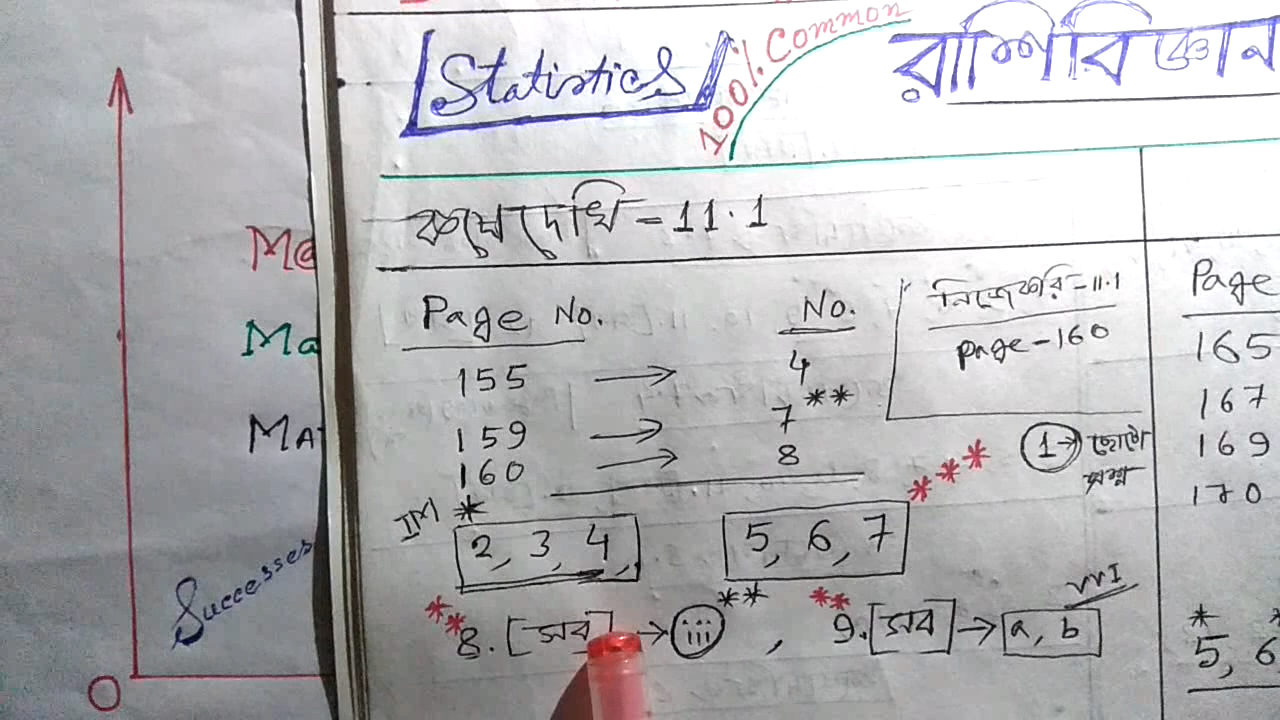 Statistics 100% Common রাশিবিজ্ঞান
কষে দেখি - 11.1
Page No. No.
155 → 4
159 → 7 **
160 → 8
নিজে করি - 11.1
page - 160
1 → ছোটো
প্রশ্ন
IM *
2, 3, 4,
5, 6, 7 ***
** 8. [সব] → iii ** , ** 9. [সব] → a, b VVI
Page
165
167
169
170
* *
5, 6
Successes
O